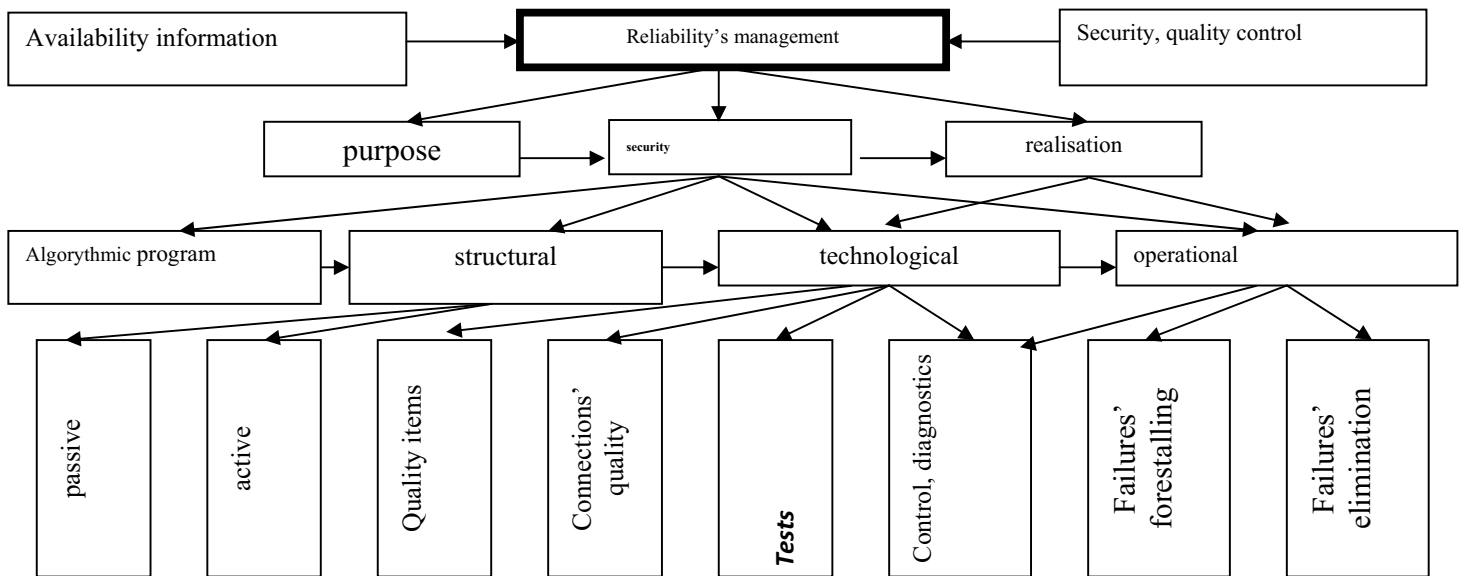 Availability information
Reliability’s management
Security, quality control
purpose
security
realisation
Algorythmic program
structural
technological
operational
passive
active
Quality items
Connections’
quality
Tests
Control, diagnostics
Failures’
forestalling
Failures’
elimination